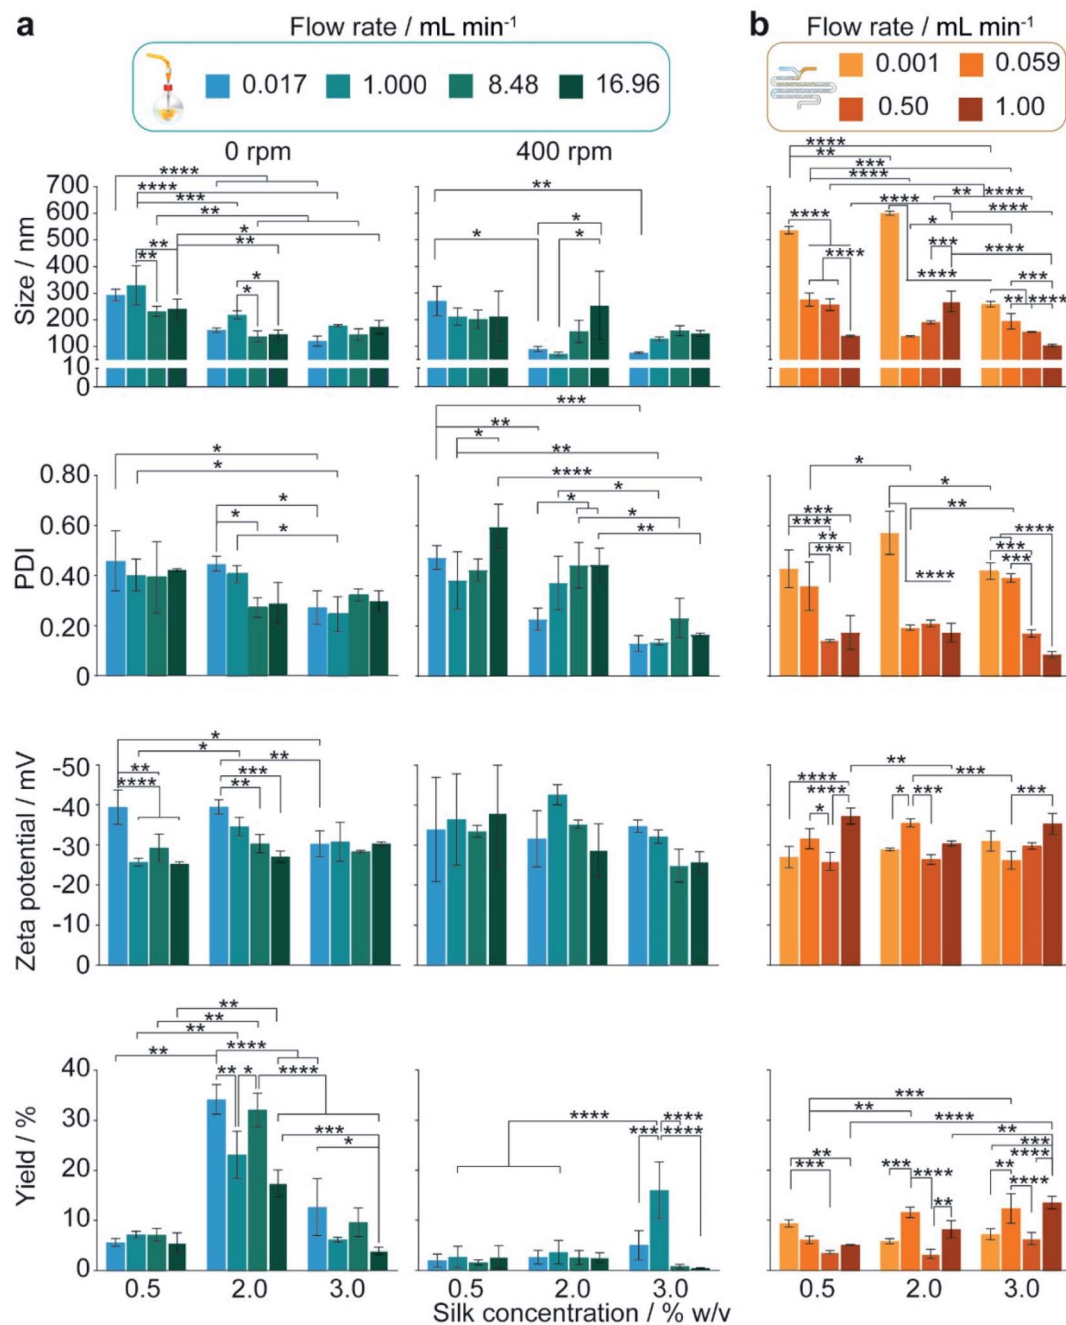 a
Flow rate / mL min⁻¹
0.017 1.000 8.48 16.96
b
Flow rate / mL min⁻¹
0.001 0.059
0.50 1.00
0 rpm 400 rpm
Size / nm
700
600
500
400
300
200
100
10
0
**** **** *** ** * ** ** ** * *
** * * *
**** ** *** **** ** **** **** **** * *** **** **** **** **** *** ** ****
PDI
0.80
0.60
0.40
0.20
0
* * * * *
*** ** * ** **** * * * **
* *** **** ** *** * ** **** **** *** ***
Zeta potential / mV
-50
-40
-30
-20
-10
0
* * ** **** ** *** **
** **** **** * * *** *** ***
Yield / %
40
30
20
10
0
** ** ** ** **** ** * **** *** *
**** *** **** ****
*** ** **** ** *** **** ** *** *** **** ** ** ****
0.5 2.0 3.0 0.5 2.0 3.0 0.5 2.0 3.0
Silk concentration / % w/v